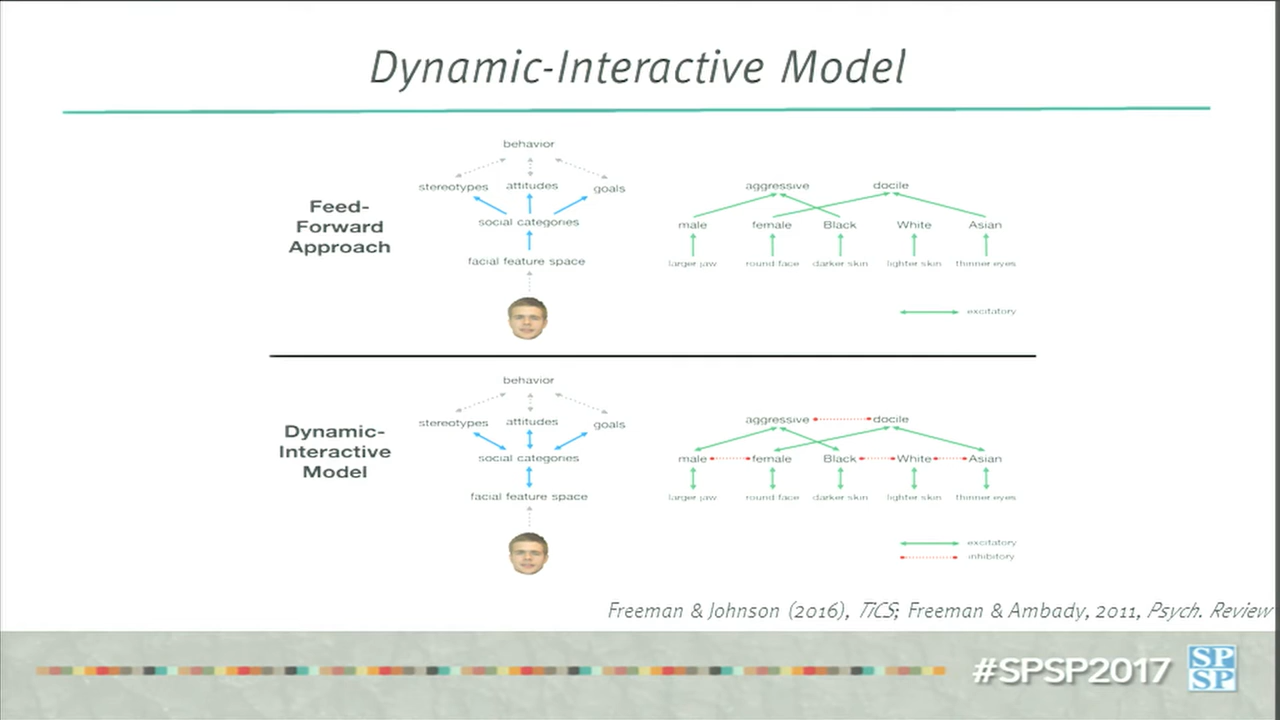 Dynamic-Interactive Model
Feed-
Forward
Approach
behavior
stereotypes attitudes goals
social categories
facial feature space
aggressive docile
male female Black White Asian
larger jaw round face darker skin lighter skin thinner eyes
excitatory
Dynamic-
Interactive
Model
behavior
stereotypes attitudes goals
social categories
facial feature space
aggressive docile
male female Black White Asian
larger jaw round face darker skin lighter skin thinner eyes
excitatory
inhibitory
Freeman & Johnson (2016), TiCS; Freeman & Ambady, 2011, Psych. Review
#SPSP2017
SP
SP